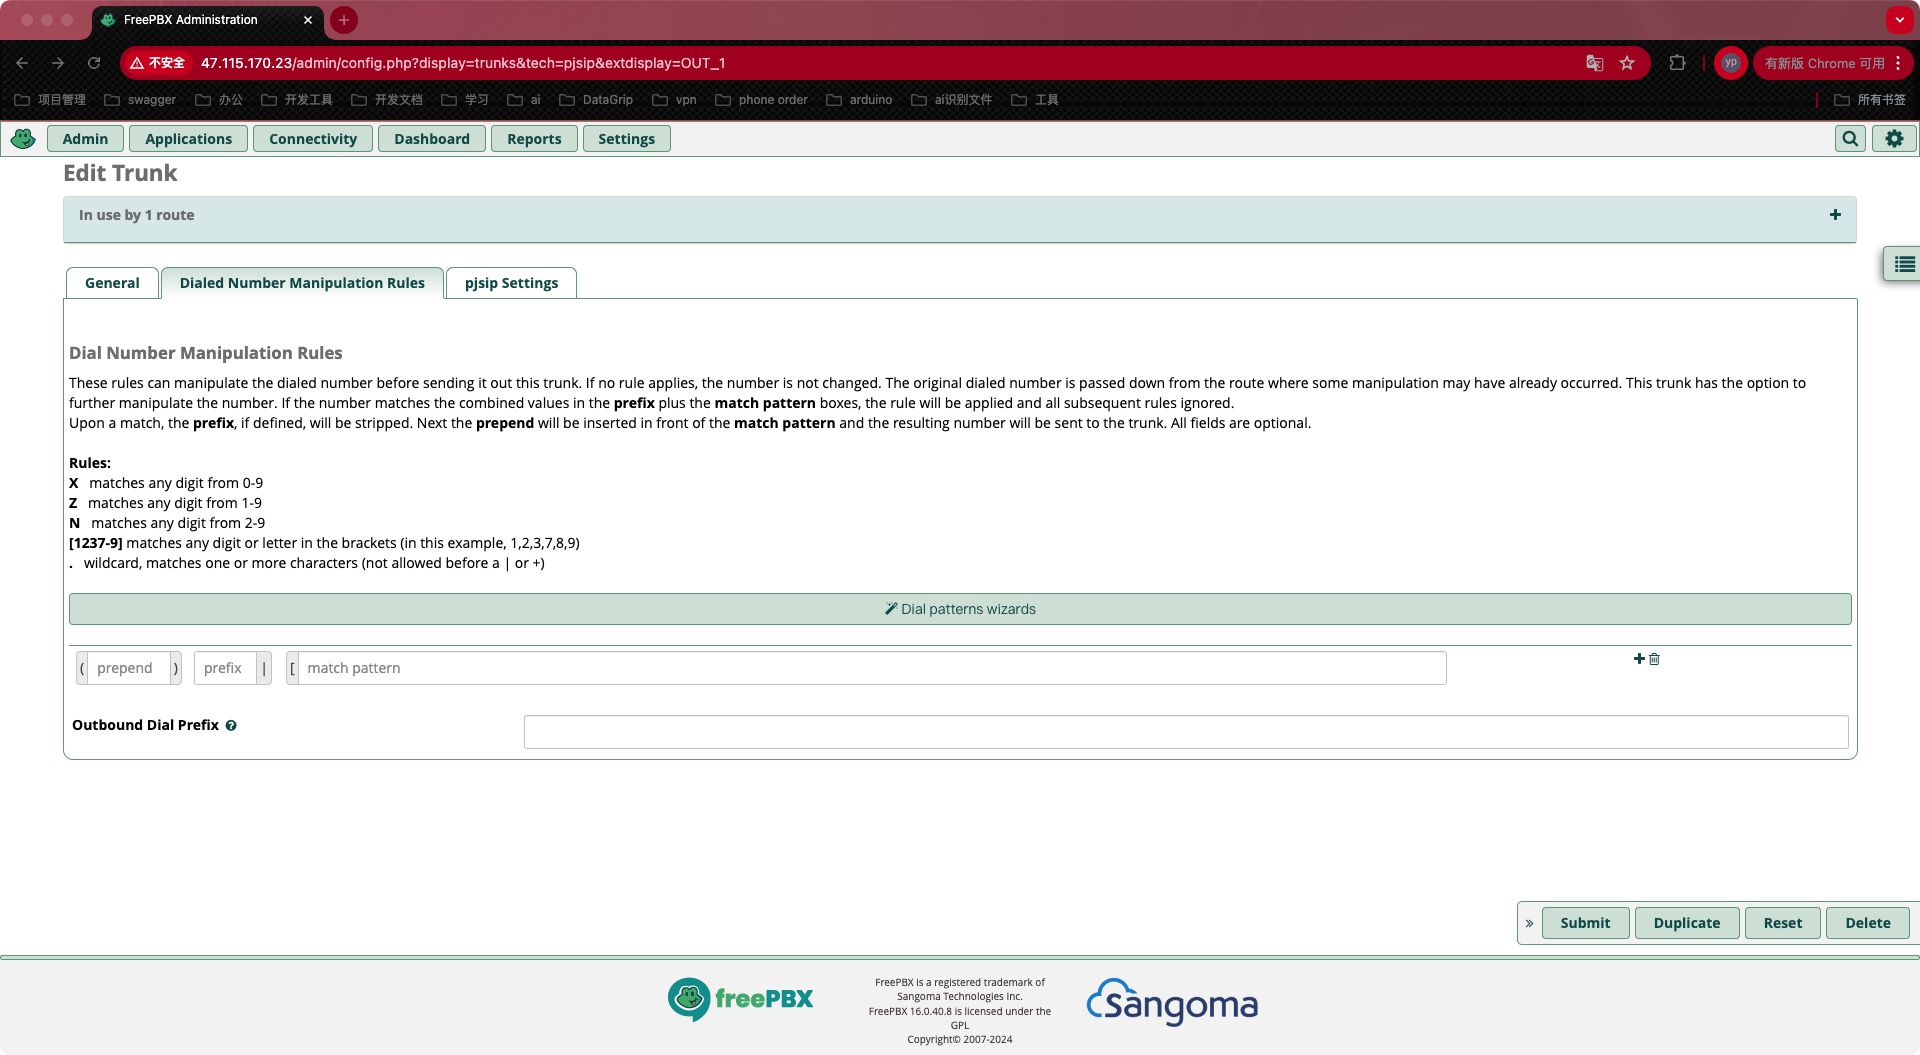 FreePBX Administration
不安全
47.115.170.23/admin/config.php?display=trunks&tech=pjsip&extdisplay=OUT_1
yp
有新版 Chrome 可用
项目管理 swagger 办公 开发工具 开发文档 学习 ai DataGrip vpn phone order arduino ai识别文件 工具 所有书签
Admin Applications Connectivity Dashboard Reports Settings
Edit Trunk
In use by 1 route
General Dialed Number Manipulation Rules pjsip Settings
Dial Number Manipulation Rules
These rules can manipulate the dialed number before sending it out this trunk. If no rule applies, the number is not changed. The original dialed number is passed down from the route where some manipulation may have already occurred. This trunk has the option to
further manipulate the number. If the number matches the combined values in the prefix plus the match pattern boxes, the rule will be applied and all subsequent rules ignored.
Upon a match, the prefix, if defined, will be stripped. Next the prepend will be inserted in front of the match pattern and the resulting number will be sent to the trunk. All fields are optional.
Rules:
X matches any digit from 0-9
Z matches any digit from 1-9
N matches any digit from 2-9
[1237-9] matches any digit or letter in the brackets (in this example, 1,2,3,7,8,9)
. wildcard, matches one or more characters (not allowed before a | or +)
Dial patterns wizards
( prepend ) prefix | [ match pattern
Outbound Dial Prefix
» Submit Duplicate Reset Delete
freePBX
FreePBX is a registered trademark of
Sangoma Technologies Inc.
FreePBX 16.0.40.8 is licensed under the
GPL
Copyright© 2007-2024
Sangoma